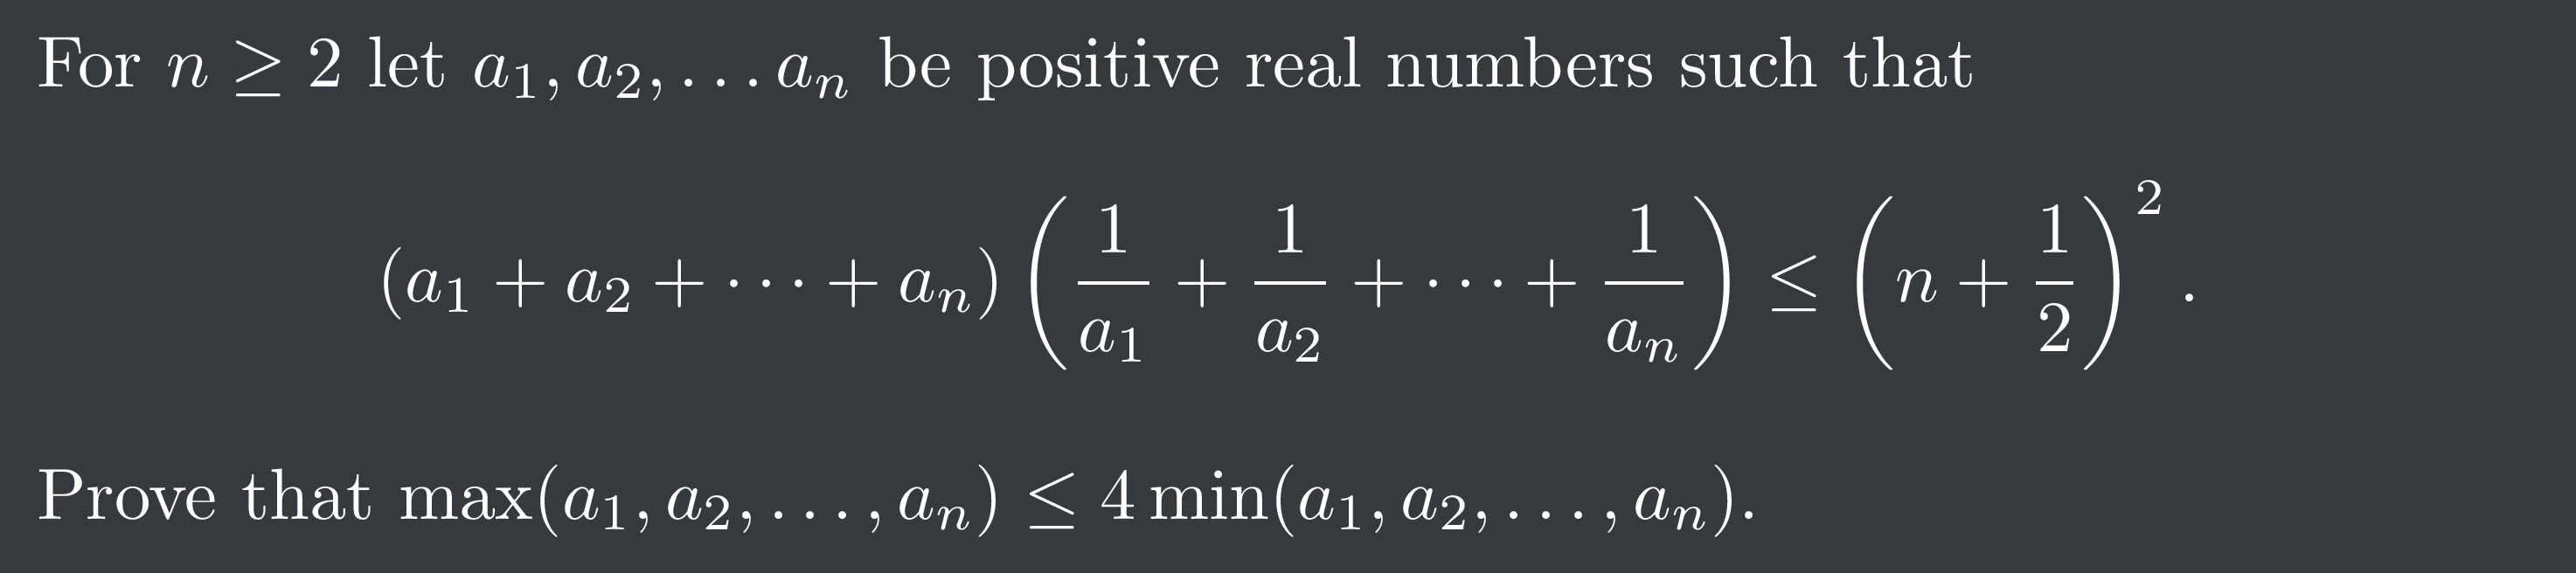 For n ≥ 2 let a₁, a₂, … aₙ be positive real numbers such that
(a₁ + a₂ + ⋯ + aₙ) (1/a₁ + 1/a₂ + ⋯ + 1/aₙ) ≤ (n + 1/2)².
Prove that max(a₁, a₂, …, aₙ) ≤ 4 min(a₁, a₂, …, aₙ).